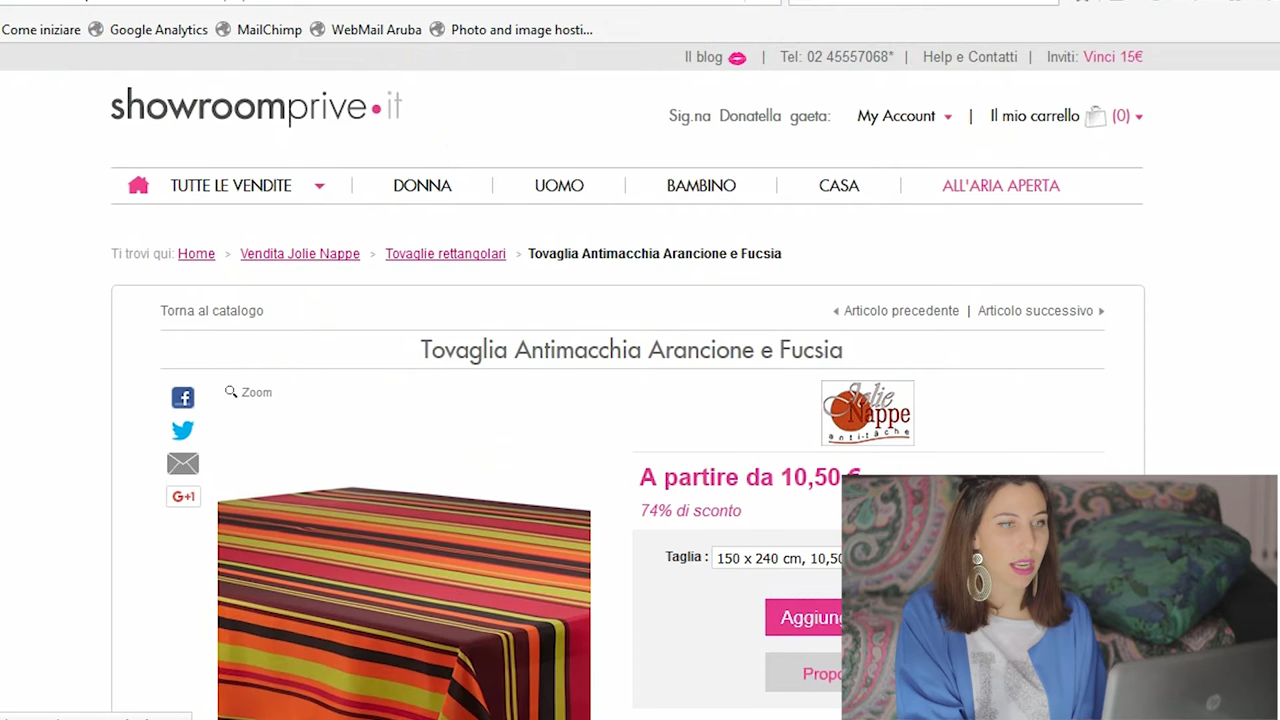 Come iniziare Google Analytics MailChimp WebMail Aruba Photo and image hosti...
Il blog | Tel: 02 45557068* | Help e Contatti | Inviti: Vinci 15€
showroomprive.it
Sig.na Donatella gaeta: My Account | Il mio carrello (0)
TUTTE LE VENDITE DONNA UOMO BAMBINO CASA ALL'ARIA APERTA
Ti trovi qui: Home > Vendita Jolie Nappe > Tovaglie rettangolari > Tovaglia Antimacchia Arancione e Fucsia
Torna al catalogo Articolo precedente | Articolo successivo
Tovaglia Antimacchia Arancione e Fucsia
Zoom
Jolie
Nappe
antitâche
A partire da 10,50 €
G+1
74% di sconto
Taglia : 150 x 240 cm, 10,50
Aggiun
Propo